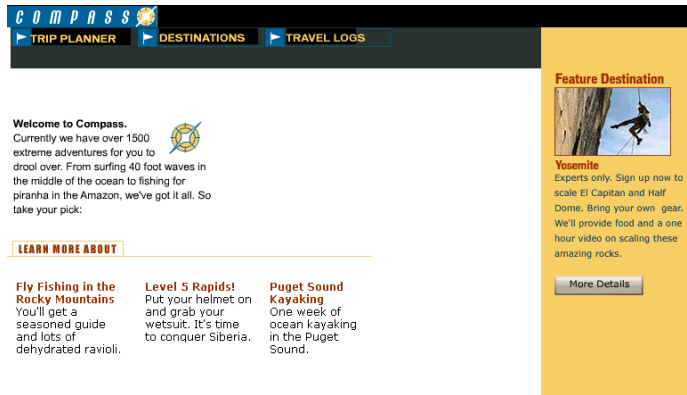 COMPASS
TRIP PLANNER
DESTINATIONS
TRAVEL LOGS
Welcome to Compass.
Currently we have over 1500
extreme adventures for you to
drool over. From surfing 40 foot waves in
the middle of the ocean to fishing for
piranha in the Amazon, we've got it all. So
take your pick:
LEARN MORE ABOUT
Fly Fishing in the
Rocky Mountains
You'll get a
seasoned guide
and lots of
dehydrated ravioli.
Level 5 Rapids!
Put your helmet on
and grab your
wetsuit. It's time
to conquer Siberia.
Puget Sound
Kayaking
One week of
ocean kayaking
in the Puget
Sound.
Feature Destination
Yosemite
Experts only. Sign up now to
scale El Capitan and Half
Dome. Bring your own gear.
We'll provide food and a one
hour video on scaling these
amazing rocks.
More Details